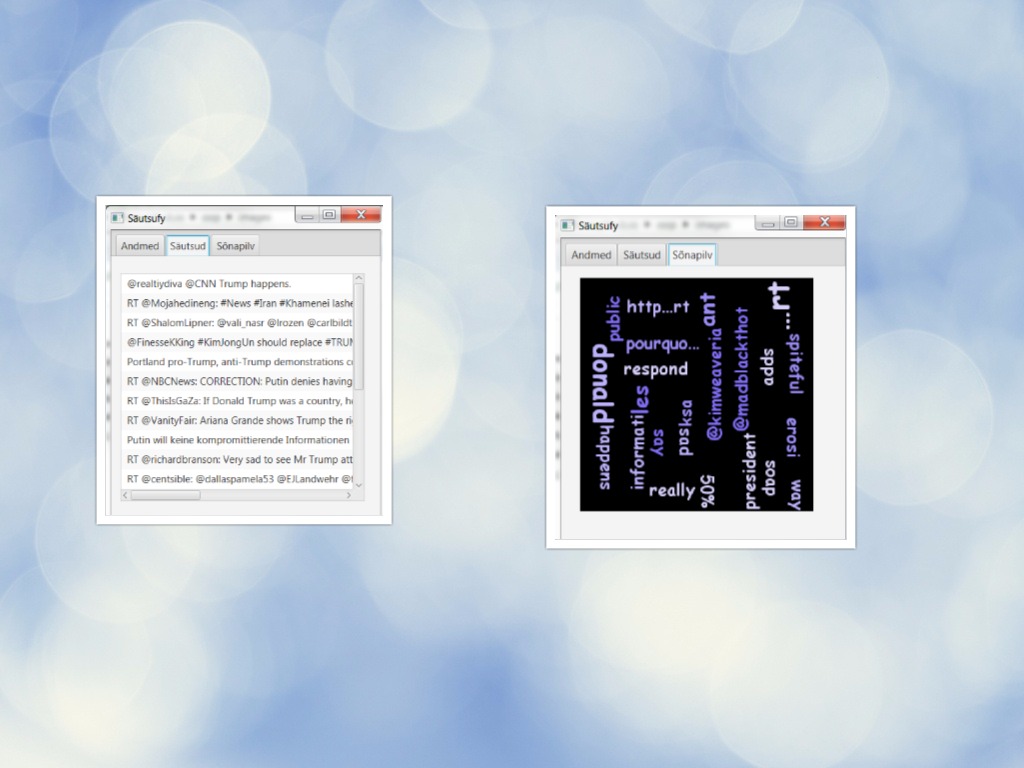 Säutsufy
Andmed Säutsud Sõnapilv
@realtiydiva @CNN Trump happens.
RT @Mojahedineng: #News #Iran #Khamenei lashe
RT @ShalomLipner: @vali_nasr @lrozen @carlbildt
@FinesseKKing #KimJongUn should replace #TRUM
Portland pro-Trump, anti-Trump demonstrations c
RT @NBCNews: CORRECTION: Putin denies having
RT @ThisIsGaZa: If Donald Trump was a country, h
RT @VanityFair: Ariana Grande shows Trump the ri
Putin will keine kompromittierende Informationen
RT @richardbranson: Very sad to see Mr Trump att
RT @centsible: @dallaspamela53 @EJLandwehr @
Säutsufy
Andmed Säutsud Sõnapilv
public
http...rt
ant
...rt
pourquo...
donald
respond
@kimweaveria
@madblackthot
adds
spiteful
les
happens
informati
say
pasksa
erosi
president
soap
really
50%
way